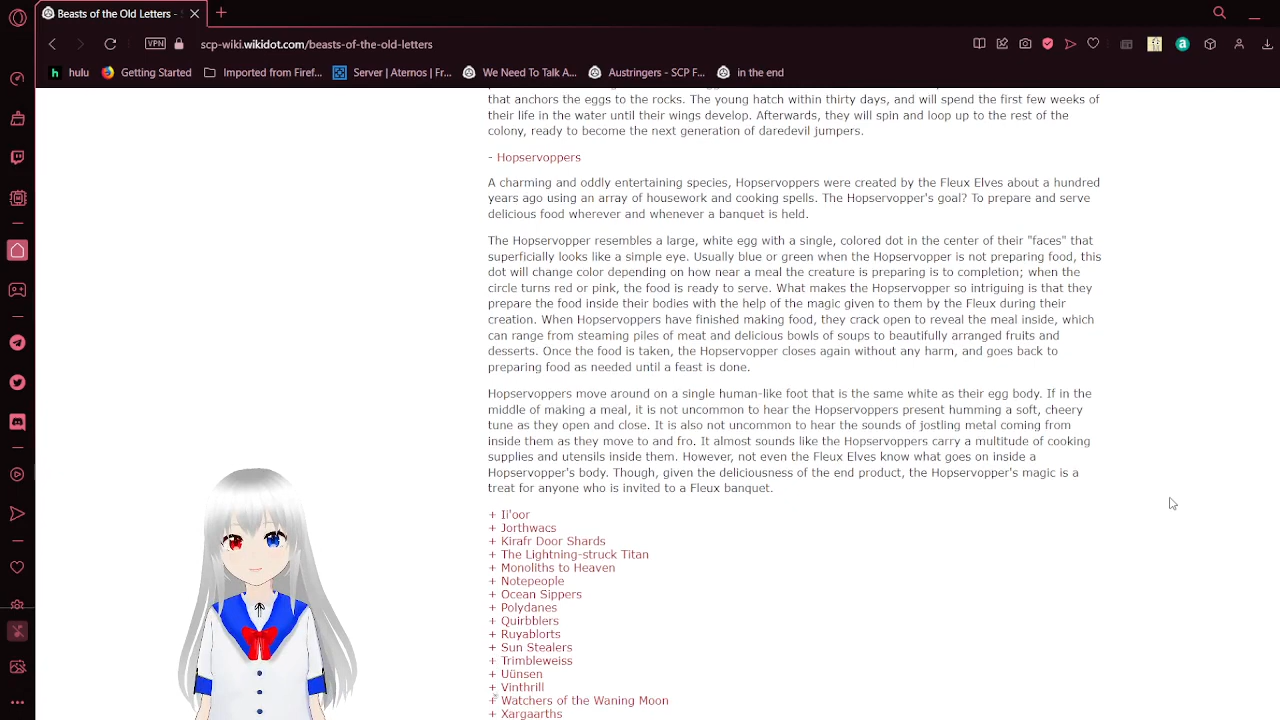 Beasts of the Old Letters -
scp-wiki.wikidot.com/beasts-of-the-old-letters
VPN
hulu
Getting Started
Imported from Firef...
Server | Aternos | Fr...
We Need To Talk A...
Austringers - SCP F...
in the end
that anchors the eggs to the rocks. The young hatch within thirty days, and will spend the first few weeks of
their life in the water until their wings develop. Afterwards, they will spin and loop up to the rest of the
colony, ready to become the next generation of daredevil jumpers.
- Hopservoppers
A charming and oddly entertaining species, Hopservoppers were created by the Fleux Elves about a hundred
years ago using an array of housework and cooking spells. The Hopservopper's goal? To prepare and serve
delicious food wherever and whenever a banquet is held.
The Hopservopper resembles a large, white egg with a single, colored dot in the center of their "faces" that
superficially looks like a simple eye. Usually blue or green when the Hopservopper is not preparing food, this
dot will change color depending on how near a meal the creature is preparing is to completion; when the
circle turns red or pink, the food is ready to serve. What makes the Hopservopper so intriguing is that they
prepare the food inside their bodies with the help of the magic given to them by the Fleux during their
creation. When Hopservoppers have finished making food, they crack open to reveal the meal inside, which
can range from steaming piles of meat and delicious bowls of soups to beautifully arranged fruits and
desserts. Once the food is taken, the Hopservopper closes again without any harm, and goes back to
preparing food as needed until a feast is done.
Hopservoppers move around on a single human-like foot that is the same white as their egg body. If in the
middle of making a meal, it is not uncommon to hear the Hopservoppers present humming a soft, cheery
tune as they open and close. It is also not uncommon to hear the sounds of jostling metal coming from
inside them as they move to and fro. It almost sounds like the Hopservoppers carry a multitude of cooking
supplies and utensils inside them. However, not even the Fleux Elves know what goes on inside a
Hopservopper's body. Though, given the deliciousness of the end product, the Hopservopper's magic is a
treat for anyone who is invited to a Fleux banquet.
+ Ii'oor
+ Jorthwacs
+ Kirafr Door Shards
+ The Lightning-struck Titan
+ Monoliths to Heaven
+ Notepeople
+ Ocean Sippers
+ Polydanes
+ Quirbblers
+ Ruyablorts
+ Sun Stealers
+ Trimbleweiss
+ Uünsen
+ Vinthrill
+ Watchers of the Waning Moon
+ Xargaarths